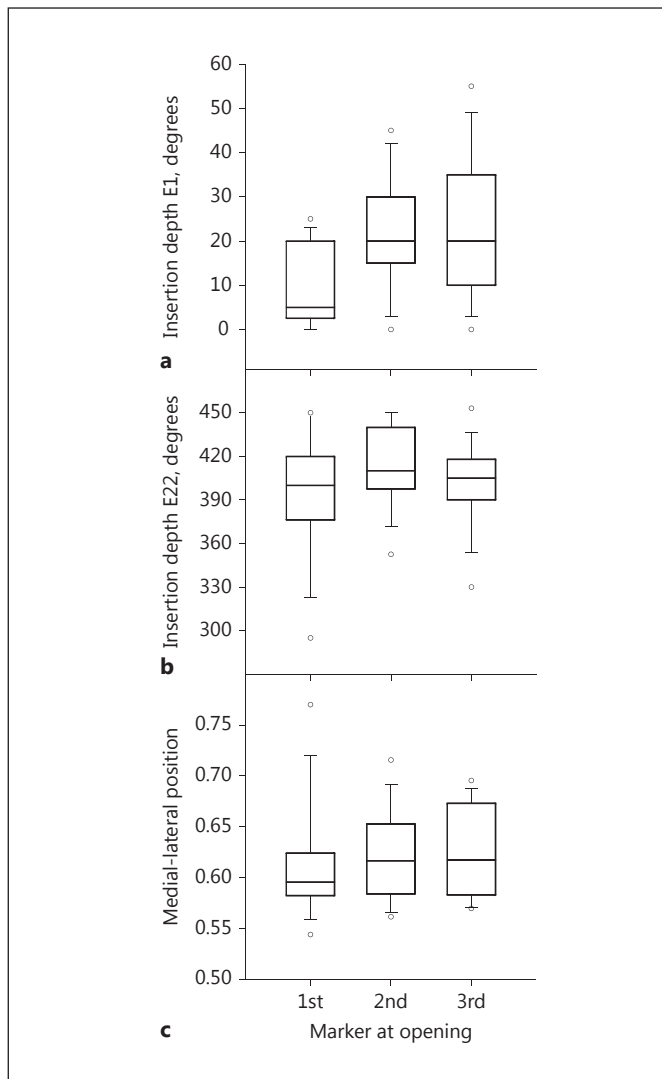 60
50
40
30
20
10
0
Insertion depth E1, degrees
a
450
420
390
360
330
300
Insertion depth E22, degrees
b
0.75
0.70
0.65
0.60
0.55
0.50
Medial-lateral position
1st 2nd 3rd
c Marker at opening